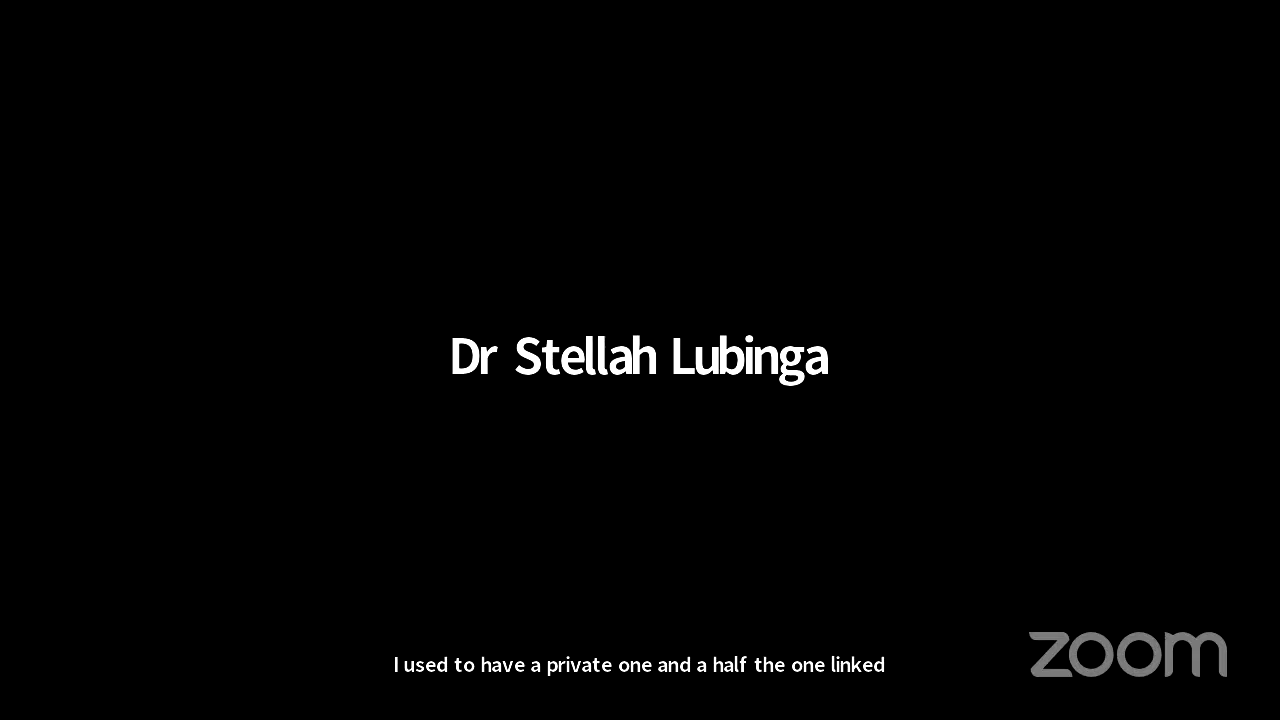 Dr Stellah Lubinga
I used to have a private one and a half the one linked
zoom